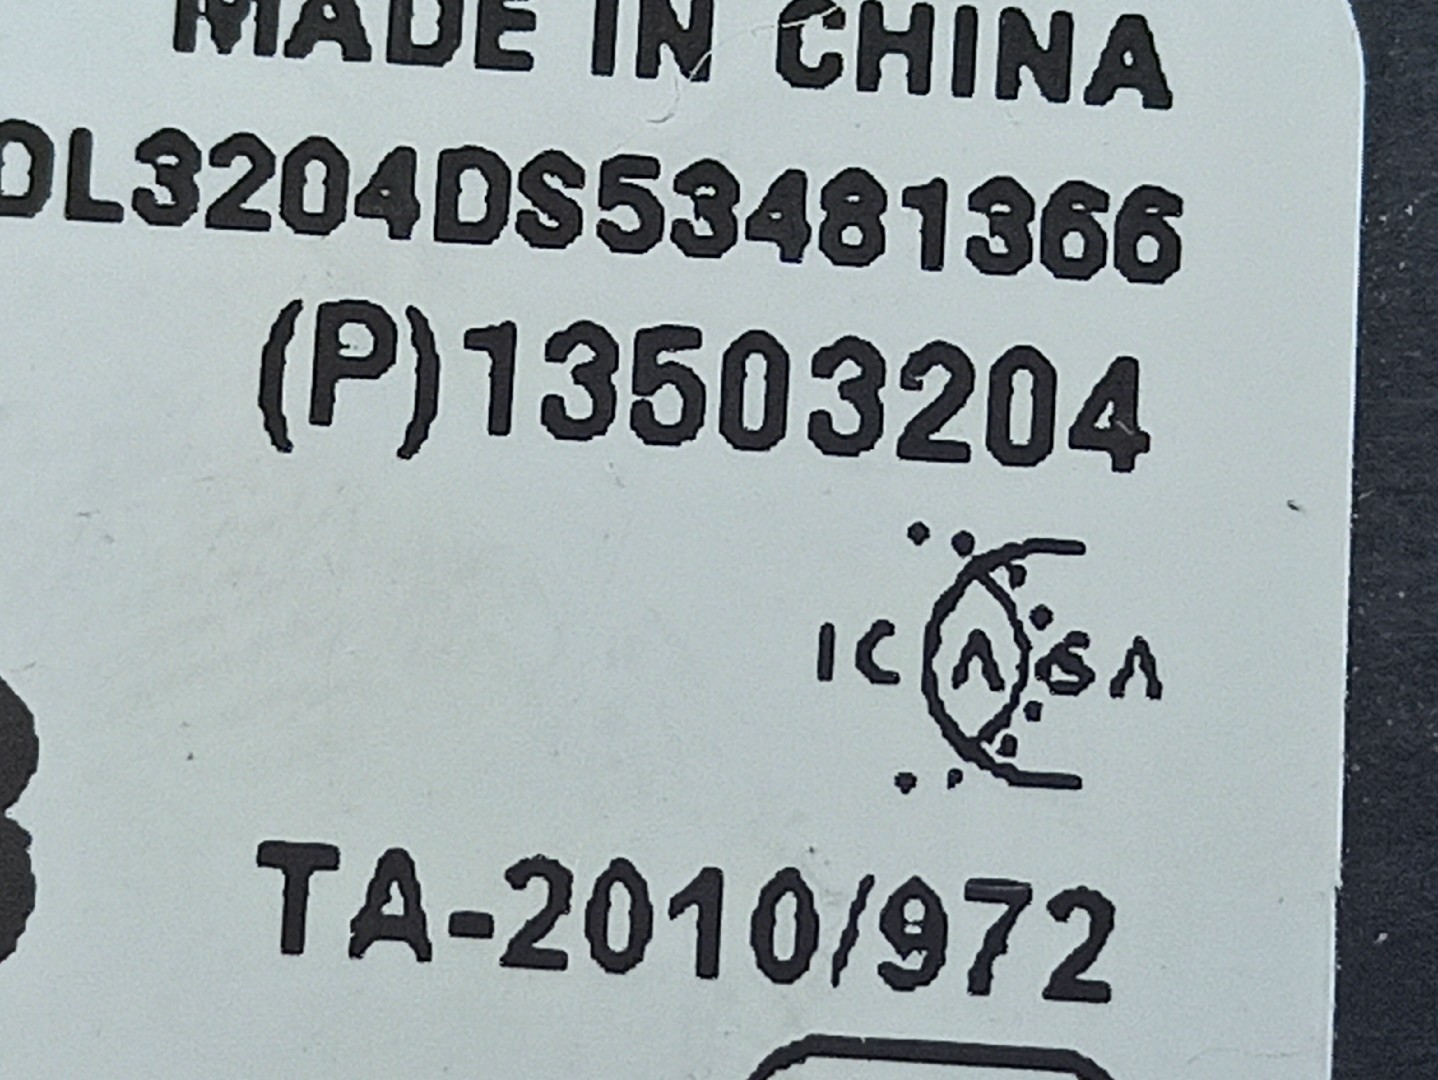 MADE IN CHINA
DL3204DS53481366
(P)13503204
ICASA
TA-2010/972